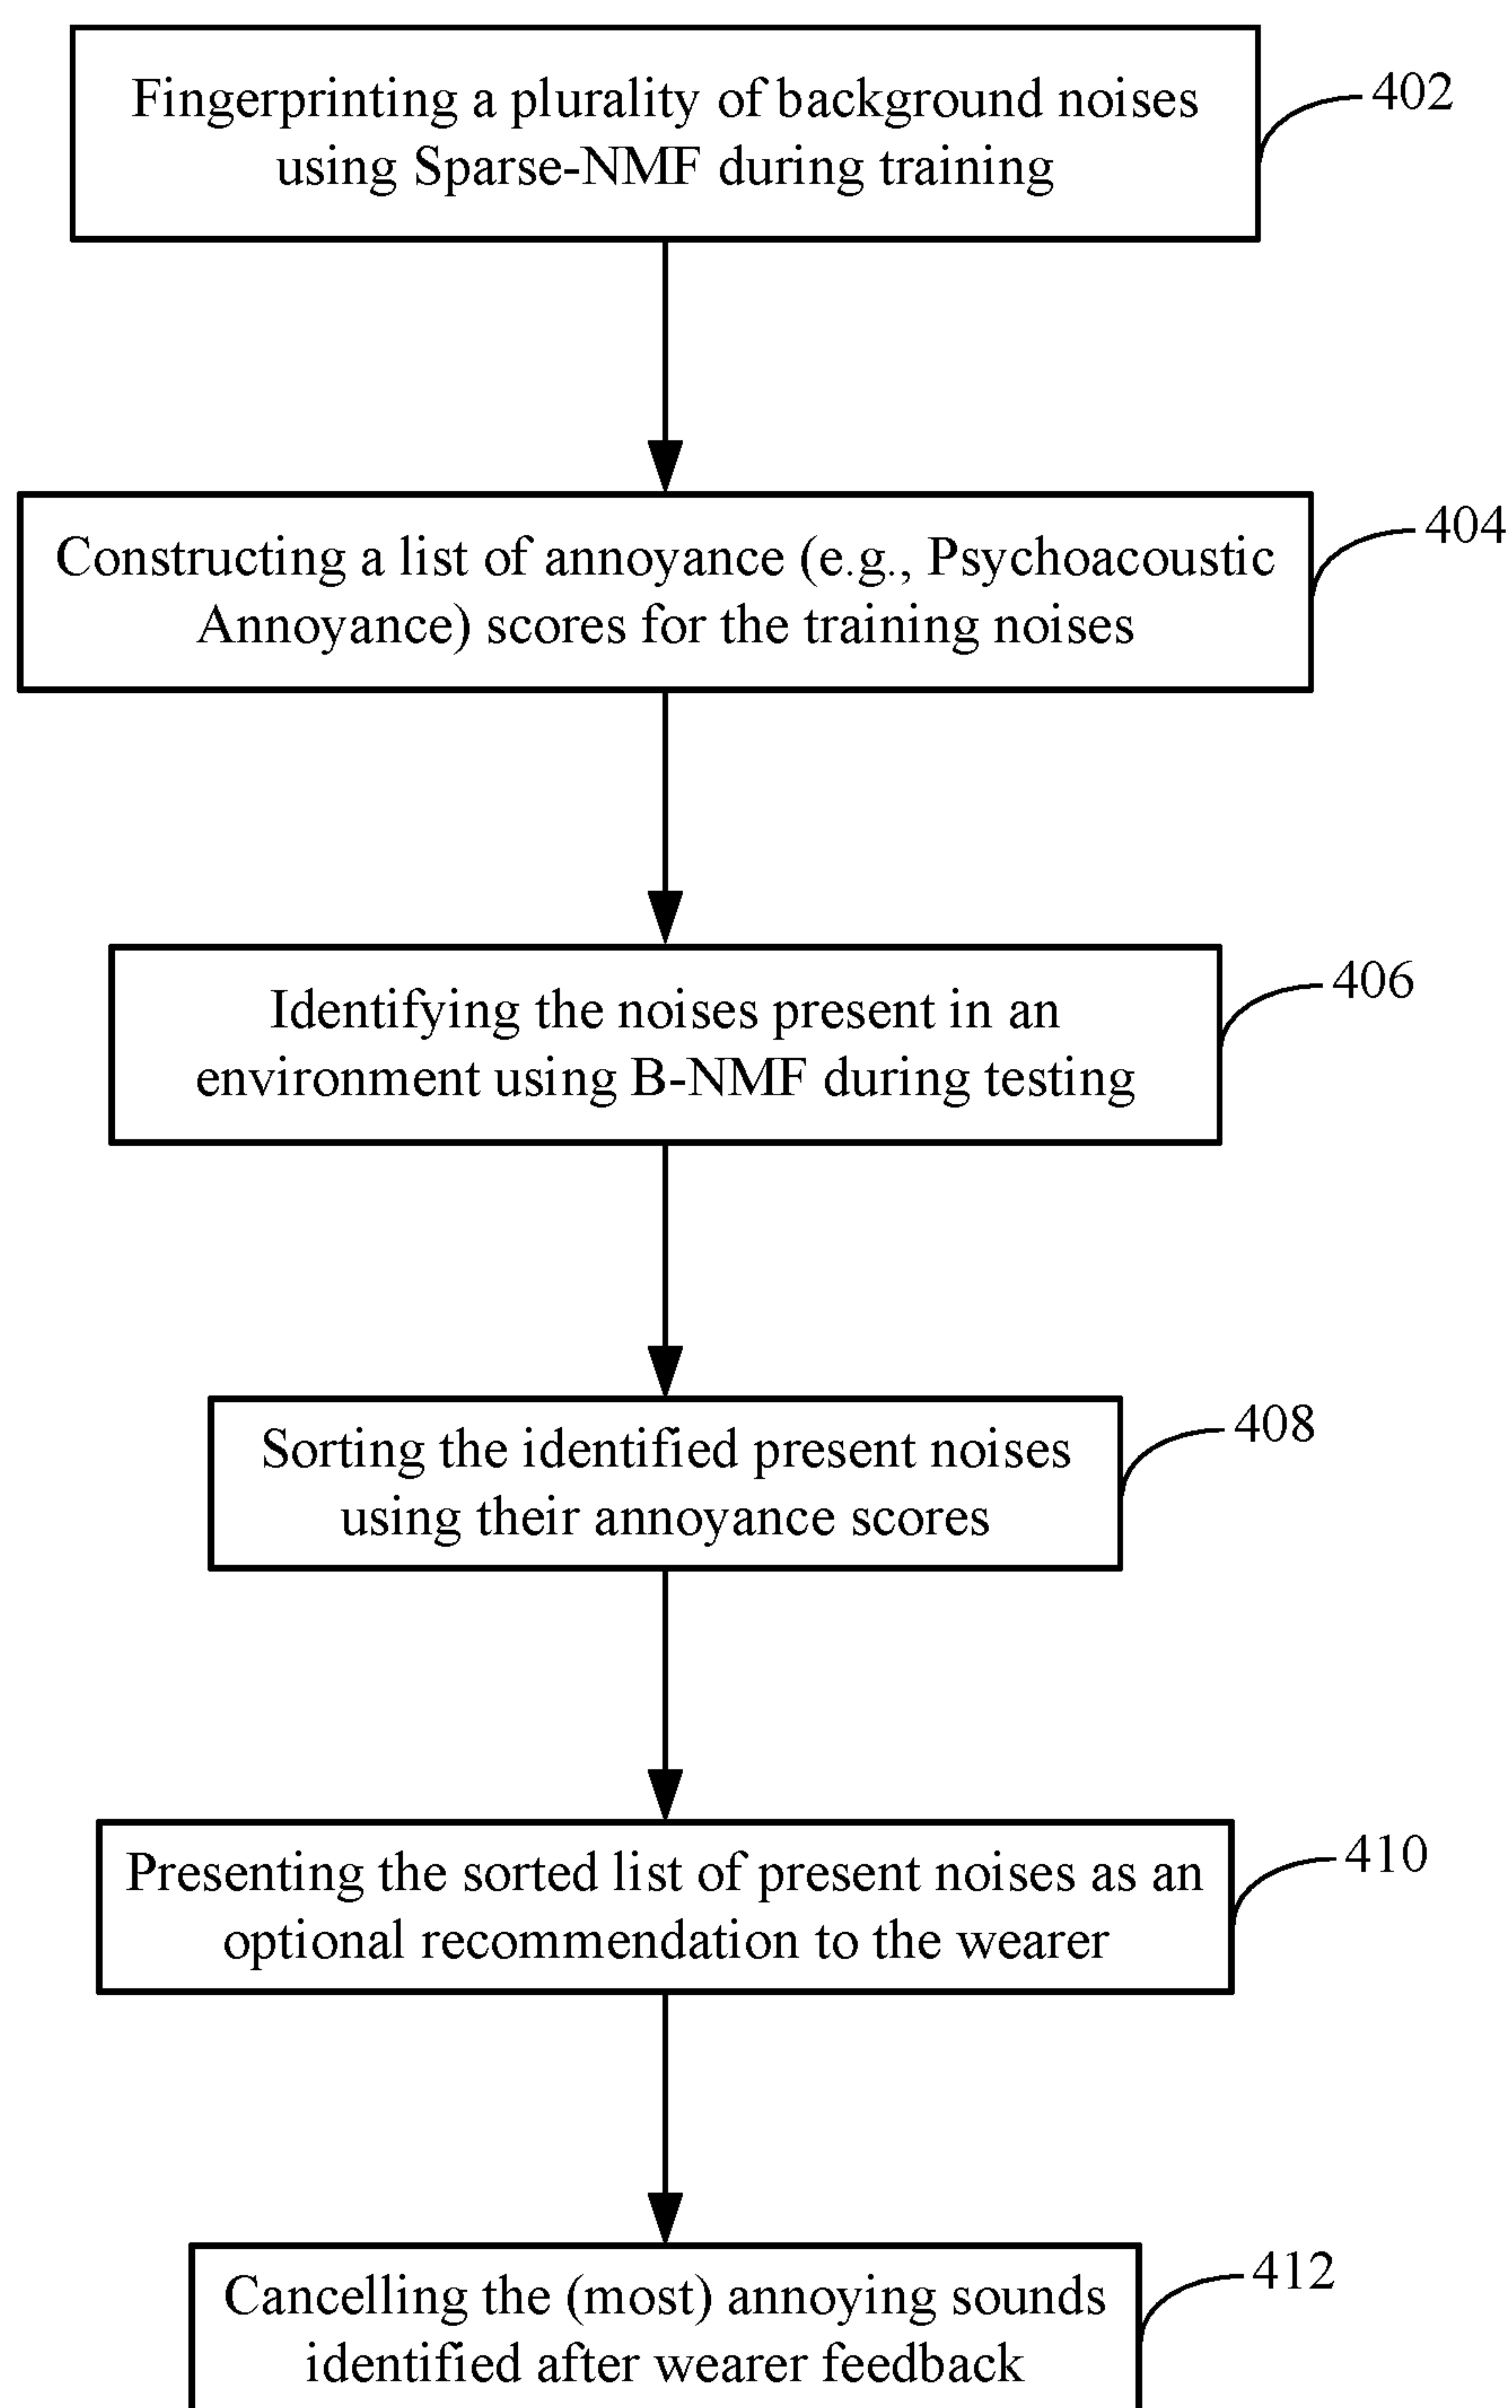 Fingerprinting a plurality of background noises
using Sparse-NMF during training
402
Constructing a list of annoyance (e.g., Psychoacoustic
Annoyance) scores for the training noises
404
Identifying the noises present in an
environment using B-NMF during testing
406
Sorting the identified present noises
using their annoyance scores
408
Presenting the sorted list of present noises as an
optional recommendation to the wearer
410
Cancelling the (most) annoying sounds
identified after wearer feedback
412